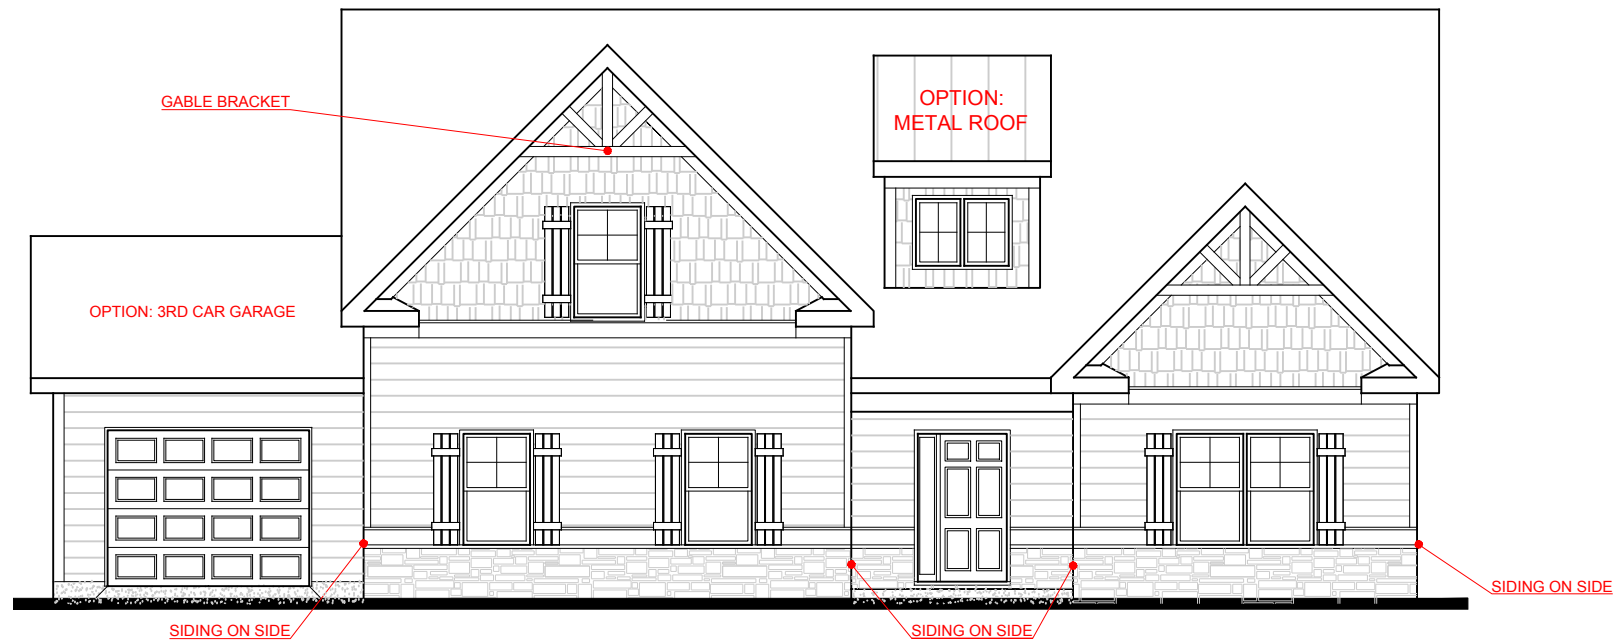 GABLE BRACKET
OPTION:
METAL ROOF
OPTION: 3RD CAR GARAGE
SIDING ON SIDE
SIDING ON SIDE
SIDING ON SIDE